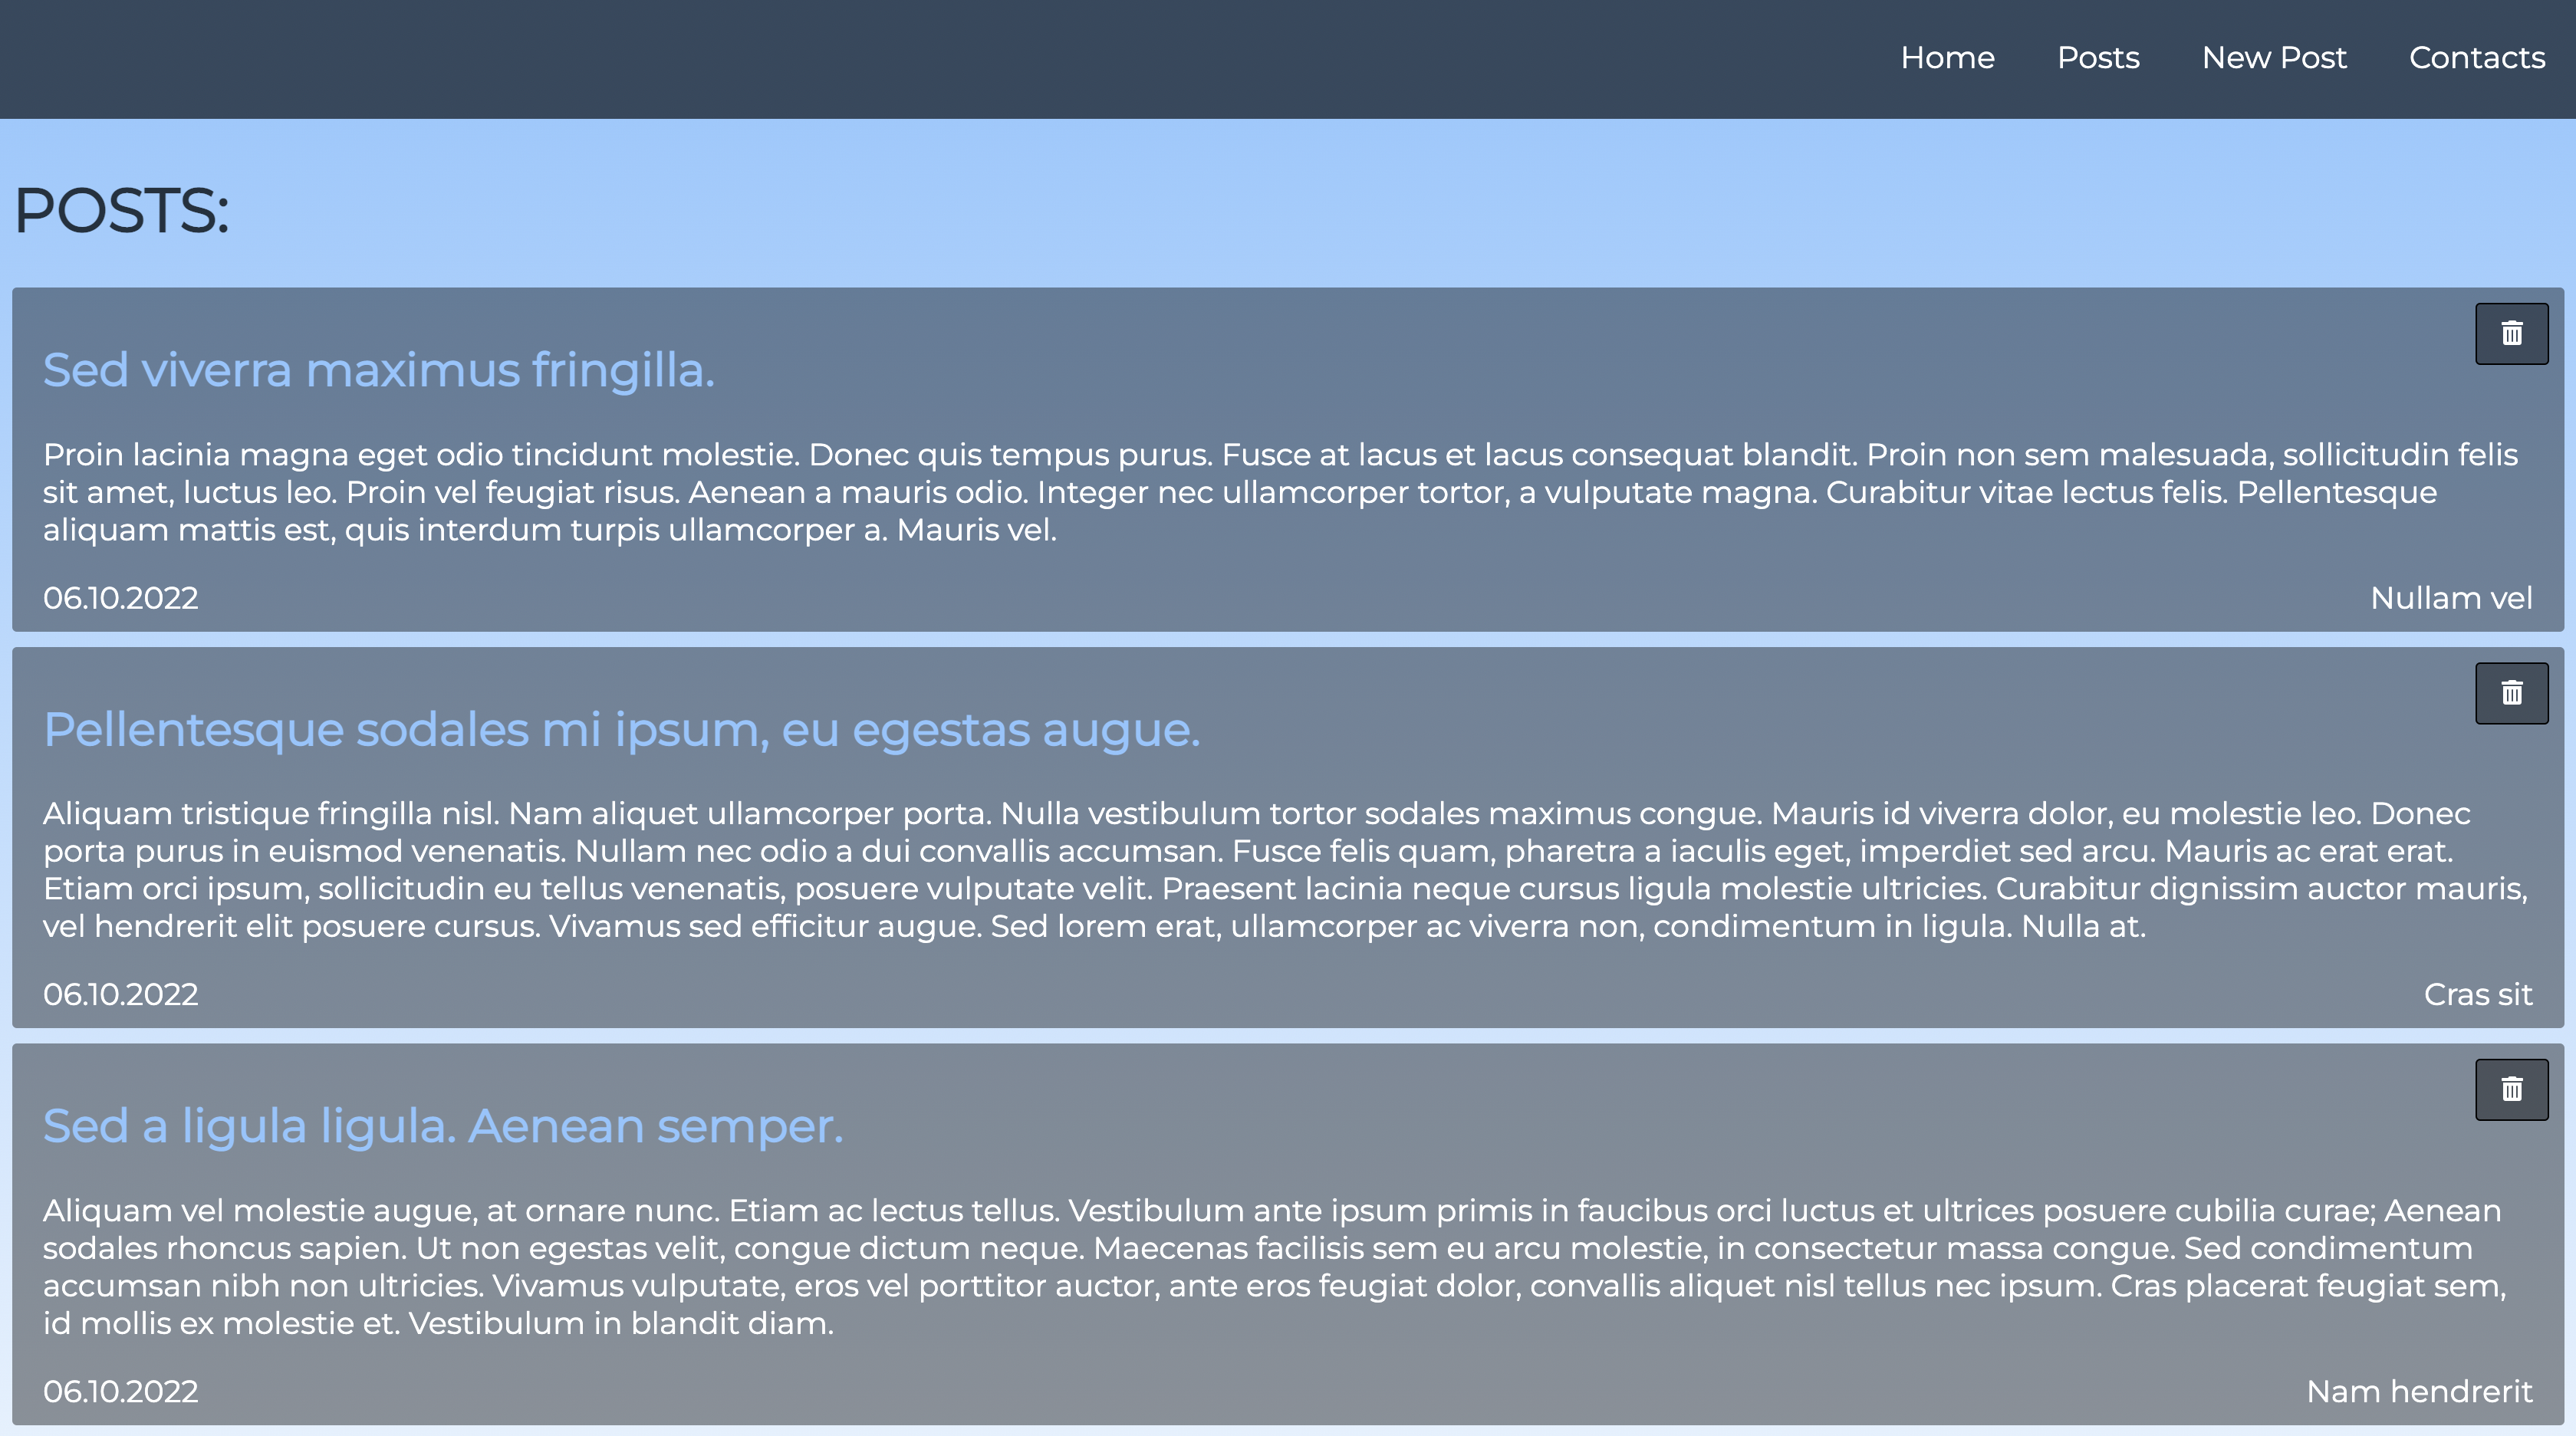 Home Posts New Post Contacts
POSTS:
Sed viverra maximus fringilla.
Proin lacinia magna eget odio tincidunt molestie. Donec quis tempus purus. Fusce at lacus et lacus consequat blandit. Proin non sem malesuada, sollicitudin felis
sit amet, luctus leo. Proin vel feugiat risus. Aenean a mauris odio. Integer nec ullamcorper tortor, a vulputate magna. Curabitur vitae lectus felis. Pellentesque
aliquam mattis est, quis interdum turpis ullamcorper a. Mauris vel.
06.10.2022 Nullam vel
Pellentesque sodales mi ipsum, eu egestas augue.
Aliquam tristique fringilla nisl. Nam aliquet ullamcorper porta. Nulla vestibulum tortor sodales maximus congue. Mauris id viverra dolor, eu molestie leo. Donec
porta purus in euismod venenatis. Nullam nec odio a dui convallis accumsan. Fusce felis quam, pharetra a iaculis eget, imperdiet sed arcu. Mauris ac erat erat.
Etiam orci ipsum, sollicitudin eu tellus venenatis, posuere vulputate velit. Praesent lacinia neque cursus ligula molestie ultricies. Curabitur dignissim auctor mauris,
vel hendrerit elit posuere cursus. Vivamus sed efficitur augue. Sed lorem erat, ullamcorper ac viverra non, condimentum in ligula. Nulla at.
06.10.2022 Cras sit
Sed a ligula ligula. Aenean semper.
Aliquam vel molestie augue, at ornare nunc. Etiam ac lectus tellus. Vestibulum ante ipsum primis in faucibus orci luctus et ultrices posuere cubilia curae; Aenean
sodales rhoncus sapien. Ut non egestas velit, congue dictum neque. Maecenas facilisis sem eu arcu molestie, in consectetur massa congue. Sed condimentum
accumsan nibh non ultricies. Vivamus vulputate, eros vel porttitor auctor, ante eros feugiat dolor, convallis aliquet nisl tellus nec ipsum. Cras placerat feugiat sem,
id mollis ex molestie et. Vestibulum in blandit diam.
06.10.2022 Nam hendrerit